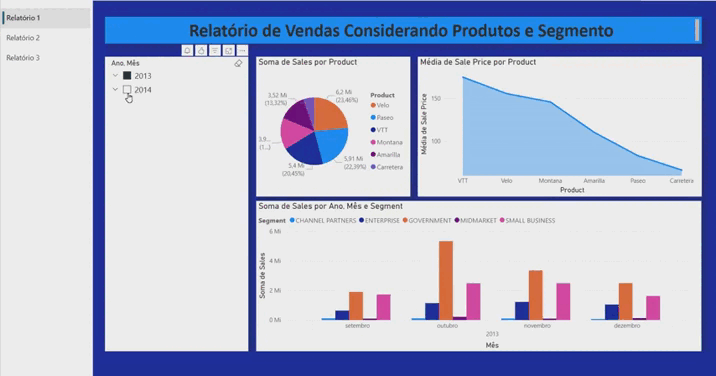 Relatório 1
Relatório 2
Relatório 3
Relatório de Vendas Considerando Produtos e Segmento
Ano. Mês
2013
2014
Soma de Sales por Product
3,52 Mi
(13,32%)
3,9...
(1...)
5,4 Mi
(20,45%)
6,2 Mi
(23,46%)
5,91 Mi
(22,39%)
Product
Velo
Paseo
VTT
Montana
Amarilla
Carretera
Média de Sale Price por Product
Média de Sale Price
150
100
VTT Velo Montana Amarilla Paseo Carretera
Product
Soma de Sales por Ano. Mês e Segment
Segment CHANNEL PARTNERS ENTERPRISE GOVERNMENT MIDMARKET SMALL BUSINESS
Soma de Sales
6 Mi
4 Mi
2 Mi
0 Mi
setembro outubro novembro dezembro
2013
Mês